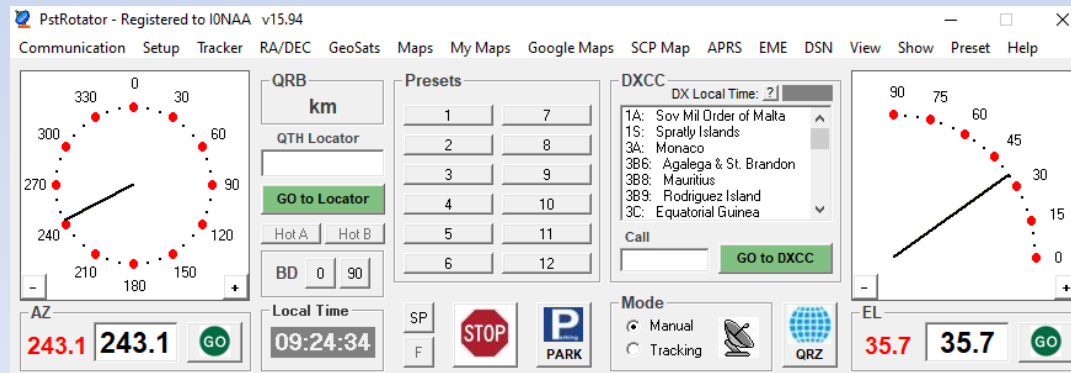 PstRotator - Registered to I0NAA v15.94
Communication Setup Tracker RA/DEC GeoSats Maps My Maps Google Maps SCP Map APRS EME DSN View Show Preset Help
0
30
60
90
120
150
180
210
240
270
300
330
-
+
AZ
243.1
243.1
GO
QRB
km
QTH Locator
GO to Locator
Hot A
Hot B
BD
0
90
Local Time
09:24:34
Presets
1
2
3
4
5
6
7
8
9
10
11
12
SP
F
STOP
P
Parking
PARK
DXCC
DX Local Time: ?
1A: Sov Mil Order of Malta
1S: Spratly Islands
3A: Monaco
3B6: Agalega & St. Brandon
3B8: Mauritius
3B9: Rodriguez Island
3C: Equatorial Guinea
Call
GO to DXCC
Mode
Manual
Tracking
QRZ
90
75
60
45
30
15
0
-
+
EL
35.7
35.7
GO